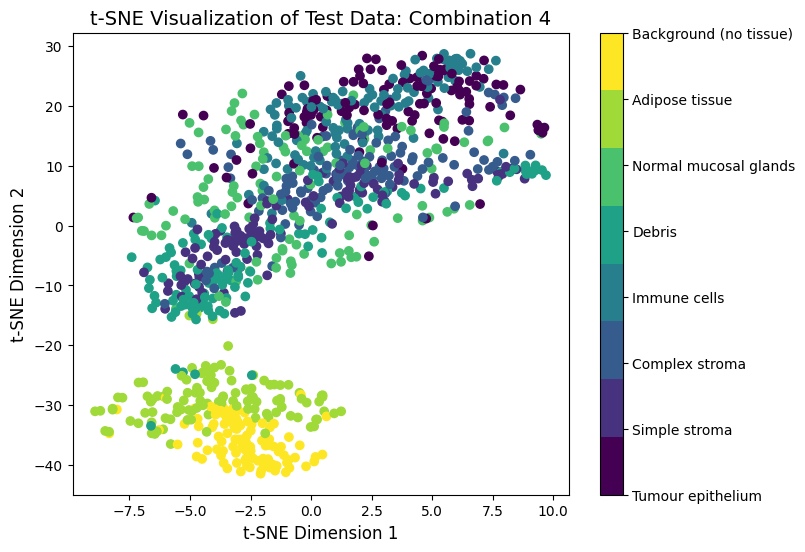 t-SNE Visualization of Test Data: Combination 4
30
20
10
0
−10
−20
−30
−40
t-SNE Dimension 2
−7.5 −5.0 −2.5 0.0 2.5 5.0 7.5 10.0
t-SNE Dimension 1
Background (no tissue)
Adipose tissue
Normal mucosal glands
Debris
Immune cells
Complex stroma
Simple stroma
Tumour epithelium